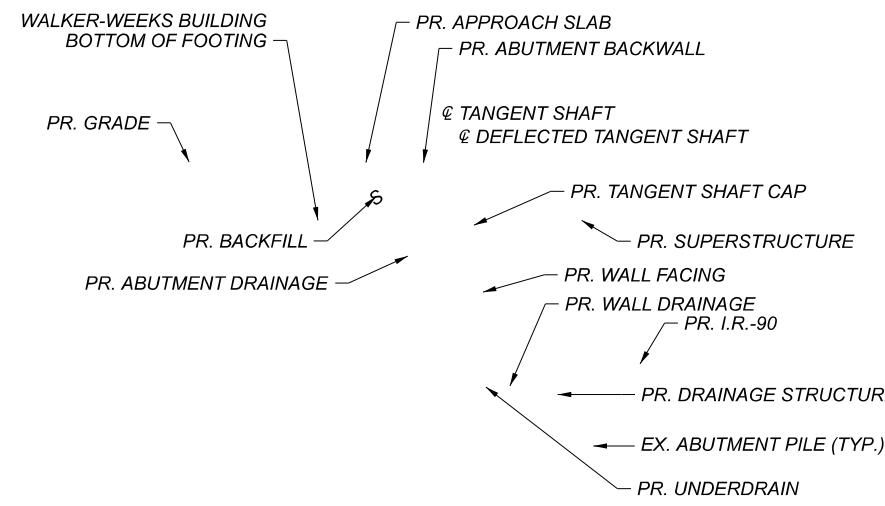 WALKER-WEEKS BUILDING
BOTTOM OF FOOTING
PR. APPROACH SLAB
PR. ABUTMENT BACKWALL
℄ TANGENT SHAFT
℄ DEFLECTED TANGENT SHAFT
PR. GRADE
PR. TANGENT SHAFT CAP
PR. BACKFILL
PR. SUPERSTRUCTURE
PR. ABUTMENT DRAINAGE
PR. WALL FACING
PR. WALL DRAINAGE
PR. I.R.-90
PR. DRAINAGE STRUCTUR
EX. ABUTMENT PILE (TYP.)
PR. UNDERDRAIN